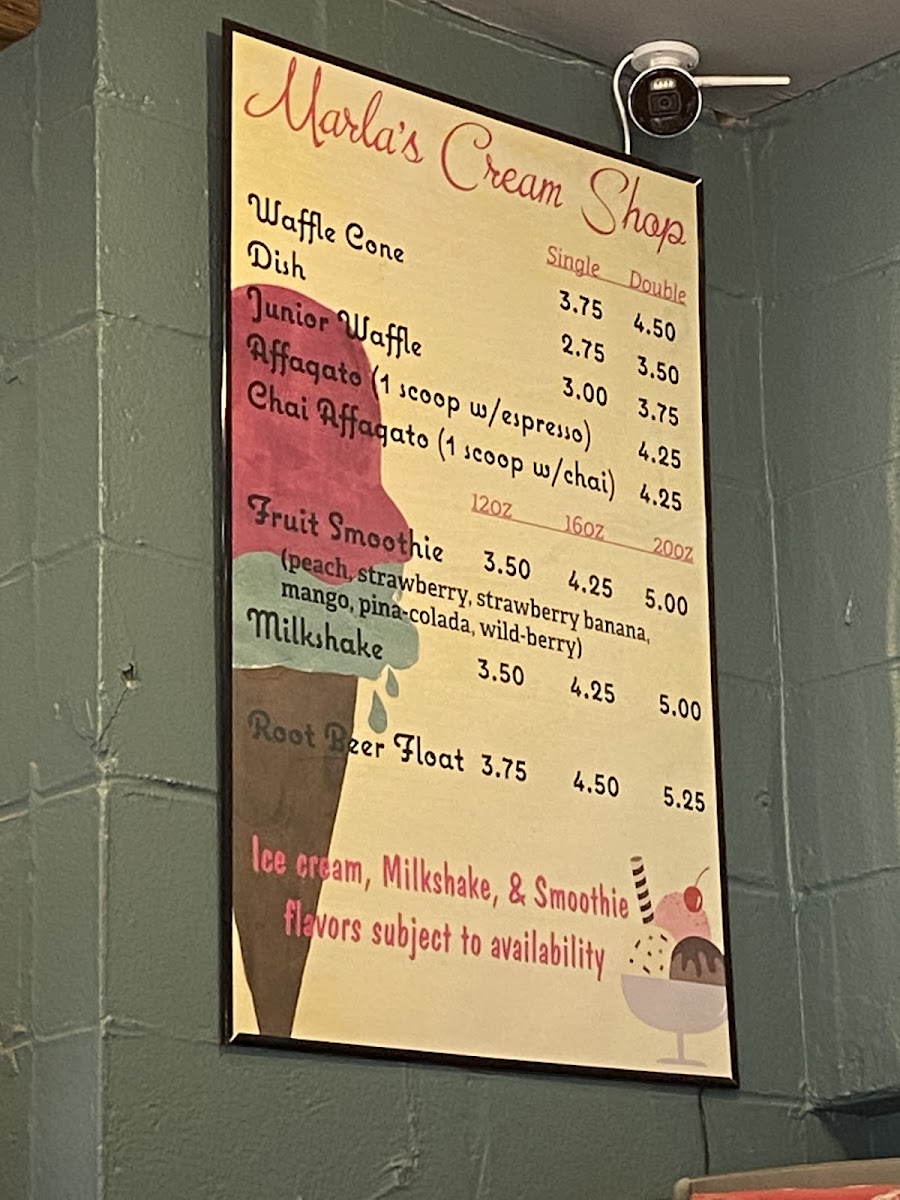 Marla's Cream Shop
Single Double
Waffle Cone 3.75 4.50
Dish 2.75 3.50
Junior Waffle 3.00 3.75
Affagato (1 scoop w/espresso) 4.25
Chai Affagato (1 scoop w/chai) 4.25
12oz 16oz 20oz
Fruit Smoothie 3.50 4.25 5.00
(peach, strawberry, strawberry banana,
mango, pina-colada, wild-berry)
Milkshake 3.50 4.25 5.00
Root Beer Float 3.75 4.50 5.25
Ice cream, Milkshake, & Smoothie
flavors subject to availability